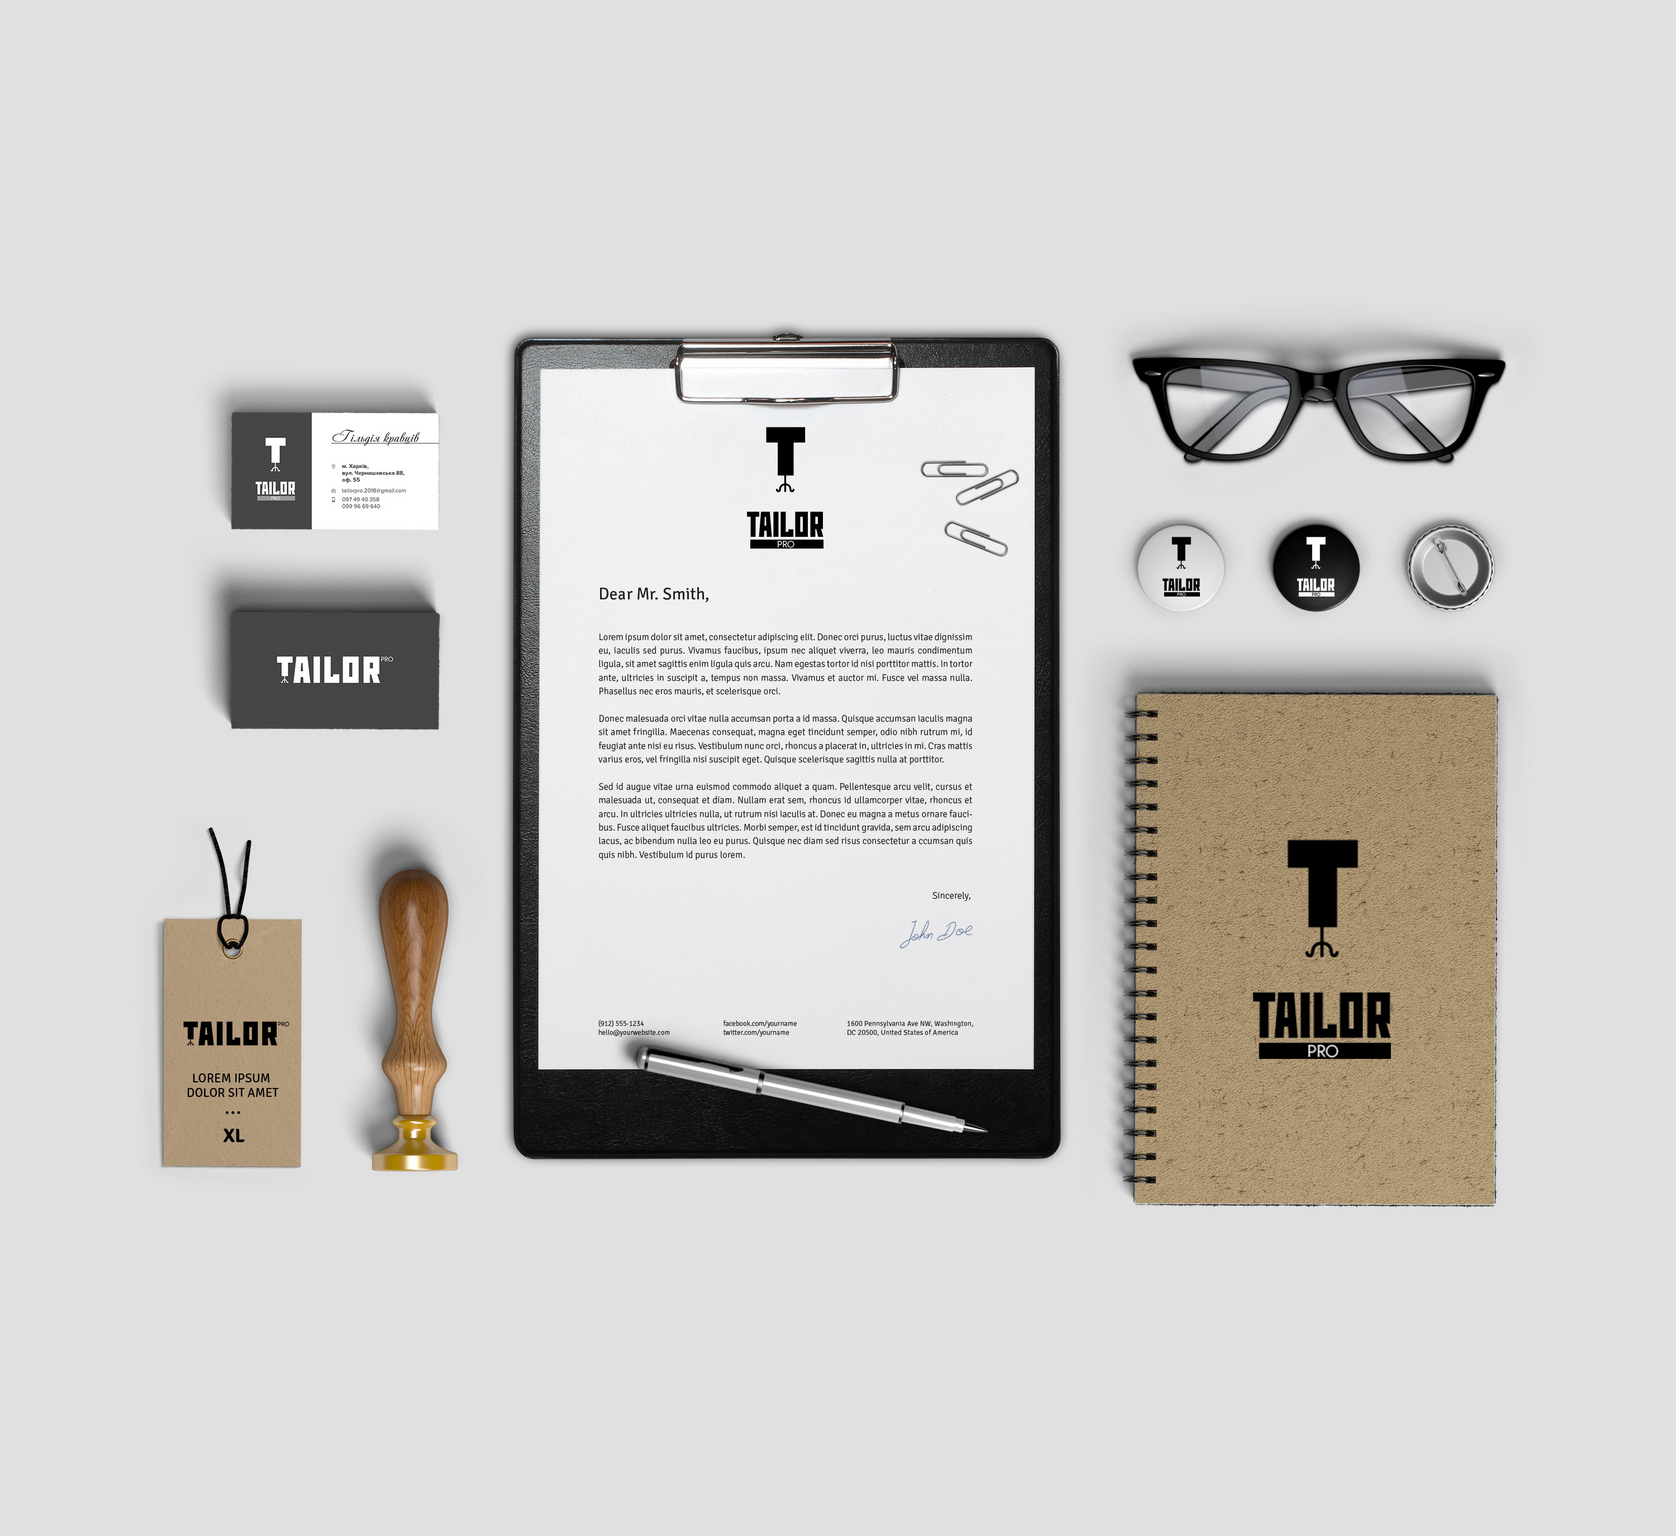 TAILOR
PRO
Гільдія кравців
м. Харків,
вул. Чернишевська 88,
оф. 55
tailorpro.2018@gmail.com
097 49 40 358
099 96 69 640
TAILOR PRO
TAILOR PRO
LOREM IPSUM
DOLOR SIT AMET
...
XL
T
TAILOR
PRO
Dear Mr. Smith,
Lorem ipsum dolor sit amet, consectetur adipiscing elit. Donec orci purus, luctus vitae dignissim
eu, iaculis sed purus. Vivamus faucibus, ipsum nec aliquet viverra, leo mauris condimentum
ligula, sit amet sagittis enim ligula quis arcu. Nam egestas tortor id nisi porttitor mattis. In tortor
ante, ultricies in suscipit a, tempus non massa. Vivamus et auctor mi. Fusce vel massa nulla.
Phasellus nec eros mauris, et scelerisque orci.
Donec malesuada orci vitae nulla accumsan porta a id massa. Quisque accumsan iaculis magna
sit amet fringilla. Maecenas consequat, magna eget tincidunt semper, odio nibh rutrum mi, id
feugiat ante nisi eu risus. Vestibulum nunc orci, rhoncus a placerat in, ultricies in mi. Cras mattis
varius eros, vel fringilla nisi suscipit eget. Quisque scelerisque sagittis nulla at porttitor.
Sed id augue vitae urna euismod commodo aliquet a quam. Pellentesque arcu velit, cursus et
malesuada ut, consequat et diam. Nullam erat sem, rhoncus id ullamcorper vitae, rhoncus et
arcu. In ultricies ultricies nulla, ut rutrum nisi iaculis at. Donec eu magna a metus ornare fauci-
bus. Fusce aliquet faucibus ultricies. Morbi semper, est id tincidunt gravida, sem arcu adipiscing
lacus, ac bibendum nulla leo eu purus. Quisque nec diam sed risus consectetur a ccumsan quis
quis nibh. Vestibulum id purus lorem.
Sincerely,
John Doe
(912) 555-1234
hello@yourwebsite.com
facebook.com/yourname
twitter.com/yourname
1600 Pennsylvania Ave NW, Washington,
DC 20500, United States of America
T
TAILOR
PRO
T
TAILOR
PRO
T
TAILOR
PRO